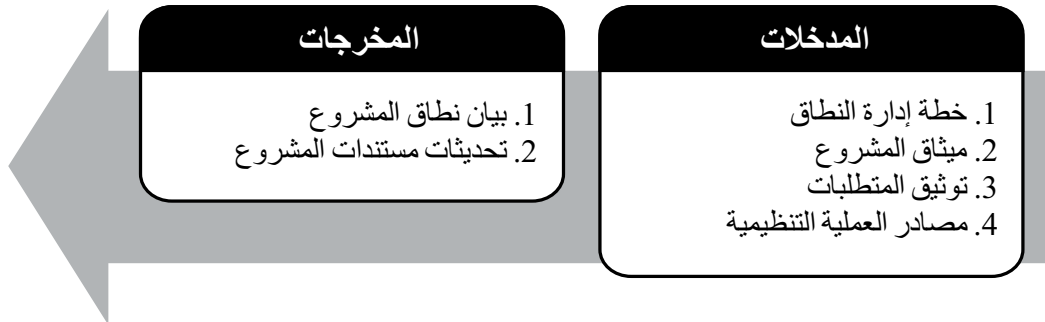 المدخلات
1. خطة إدارة النطاق
2. ميثاق المشروع
3. توثيق المتطلبات
4. مصادر العملية التنظيمية
المخرجات
1. بيان نطاق المشروع
2. تحديثات مستندات المشروع